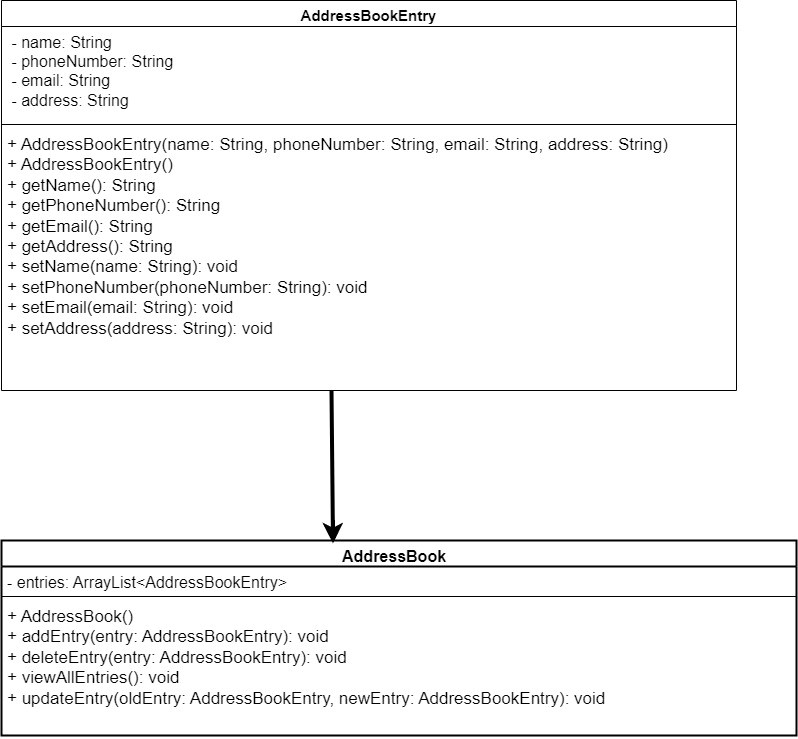 AddressBookEntry
- name: String
- phoneNumber: String
- email: String
- address: String
+ AddressBookEntry(name: String, phoneNumber: String, email: String, address: String)
+ AddressBookEntry()
+ getName(): String
+ getPhoneNumber(): String
+ getEmail(): String
+ getAddress(): String
+ setName(name: String): void
+ setPhoneNumber(phoneNumber: String): void
+ setEmail(email: String): void
+ setAddress(address: String): void
AddressBook
- entries: ArrayList<AddressBookEntry>
+ AddressBook()
+ addEntry(entry: AddressBookEntry): void
+ deleteEntry(entry: AddressBookEntry): void
+ viewAllEntries(): void
+ updateEntry(oldEntry: AddressBookEntry, newEntry: AddressBookEntry): void